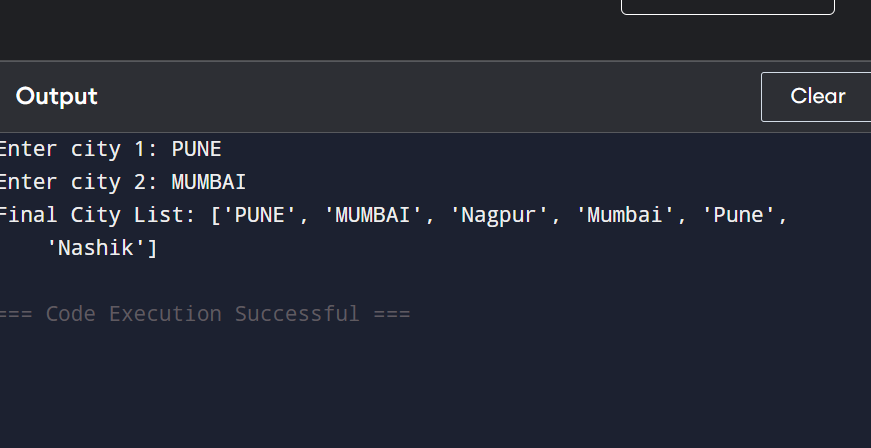 Output
Clear
Enter city 1: PUNE
Enter city 2: MUMBAI
Final City List: ['PUNE', 'MUMBAI', 'Nagpur', 'Mumbai', 'Pune',
'Nashik']
=== Code Execution Successful ===